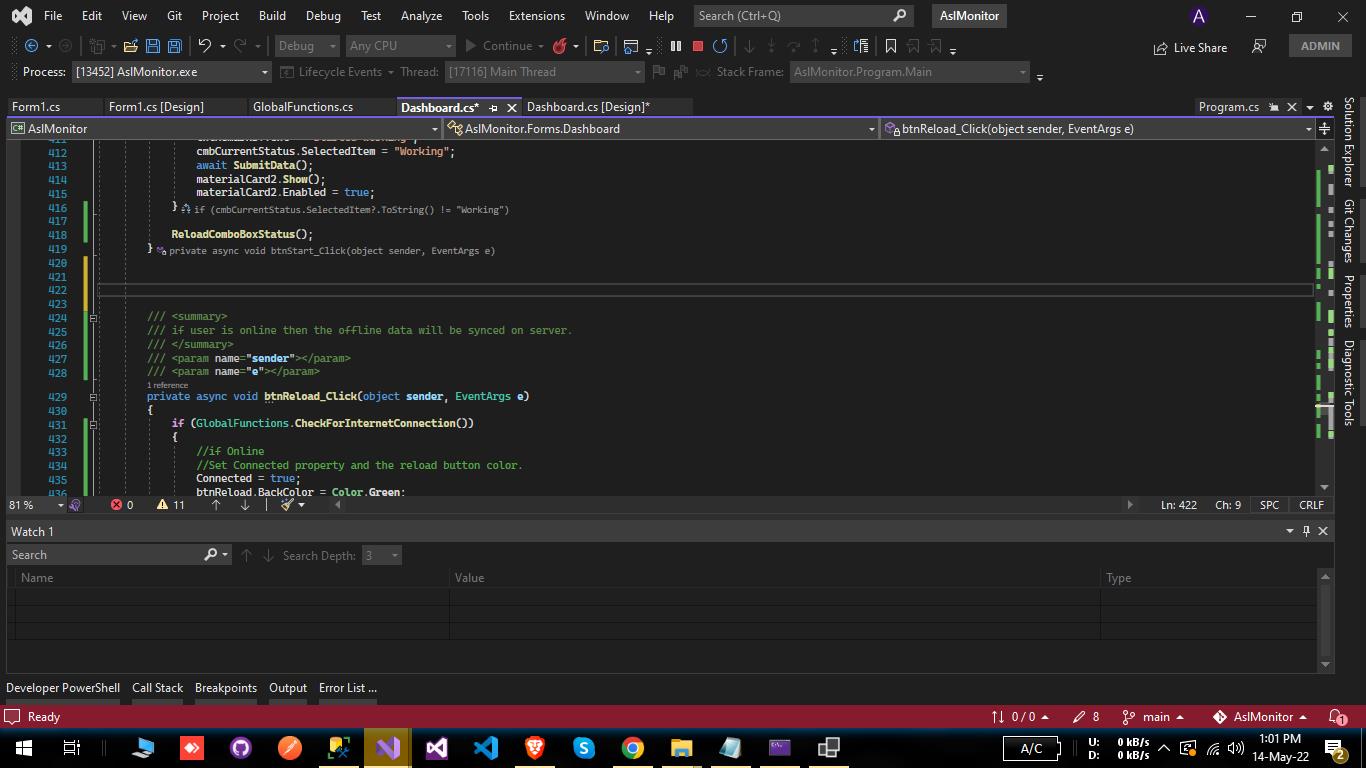 File Edit View Git Project Build Debug Test Analyze Tools Extensions Window Help Search (Ctrl+Q) AslMonitor A
Debug Any CPU Continue Live Share ADMIN
Process: [13452] AslMonitor.exe Lifecycle Events Thread: [17116] Main Thread Stack Frame: AslMonitor.Program.Main
Form1.cs Form1.cs [Design] GlobalFunctions.cs Dashboard.cs* Dashboard.cs [Design]* Program.cs
C# AslMonitor AslMonitor.Forms.Dashboard btnReload_Click(object sender, EventArgs e)
411
412 cmbCurrentStatus.SelectedItem = "Working";
413 await SubmitData();
414 materialCard2.Show();
415 materialCard2.Enabled = true;
416 } if (cmbCurrentStatus.SelectedItem?.ToString() != "Working")
417
418 ReloadComboBoxStatus();
419 } private async void btnStart_Click(object sender, EventArgs e)
420
421
422
423
424 /// <summary>
425 /// if user is online then the offline data will be synced on server.
426 /// </summary>
427 /// <param name="sender"></param>
428 /// <param name="e"></param>
1 reference
429 private async void btnReload_Click(object sender, EventArgs e)
430 {
431 if (GlobalFunctions.CheckForInternetConnection())
432 {
433 //if Online
434 //Set Connected property and the reload button color.
435 Connected = true;
436 btnReload.BackColor = Color.Green;
81 % 0 11 Ln: 422 Ch: 9 SPC CRLF
Solution Explorer
Git Changes
Properties
Diagnostic Tools
Watch 1
Search Search Depth: 3
Name Value Type
Developer PowerShell Call Stack Breakpoints Output Error List ...
Ready 0 / 0 8 main AslMonitor 1
A/C U: 0 kB/s 1:01 PM
D: 0 kB/s 14-May-22 2